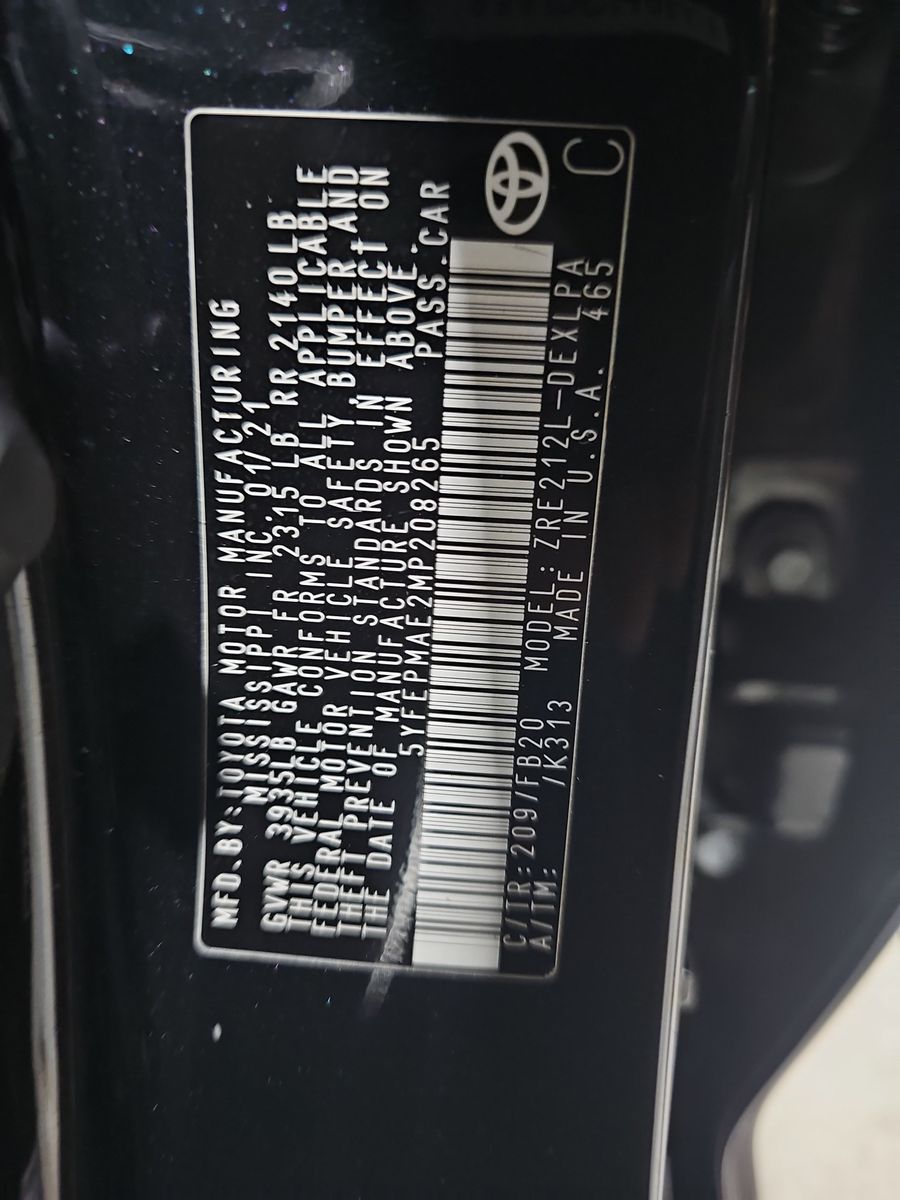 MFD.BY:TOYOTA MOTOR MANUFACTURING
MISSISSIPPI INC. 01/21
GVWR 3935LB GAWR FR 2315 LB RR 2140LB
THIS VEHICLE CONFORMS TO ALL APPLICABLE
FEDERAL MOTOR VEHICLE SAFETY, BUMPER AND
THEFT PREVENTION STANDARDS IN EFFECT ON
THE DATE OF MANUFACTURE SHOWN ABOVE.
5YFEPMAE2MP208265 PASS.CAR
C/TR:209/FB20 MODEL:ZRE212L-DEXLPA
A/TM: /K313 MADE IN U.S.A. 465
C